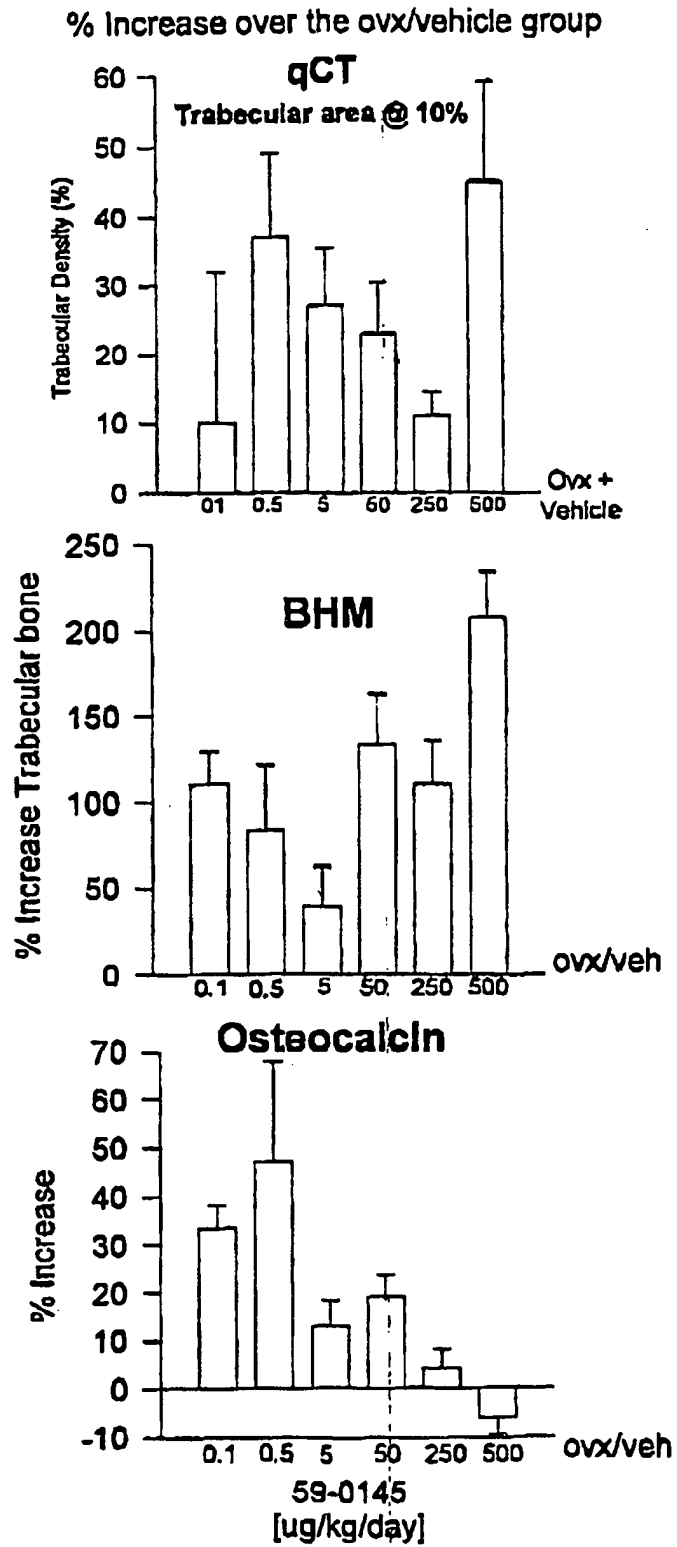 % Increase over the ovx/vehicle group
qCT
Trabecular area @ 10%
Trabecular Density (%)
60
50
40
30
20
10
0
01 0.5 5 60 250 500
Ovx +
Vehicle
BHM
% Increase Trabecular bone
250
200
150
100
50
0
0.1 0.5 5 50 250 500
ovx/veh
Osteocalcin
% Increase
70
60
50
40
30
20
10
0
-10
0.1 0.5 5 50 250 500
ovx/veh
59-0145
[ug/kg/day]